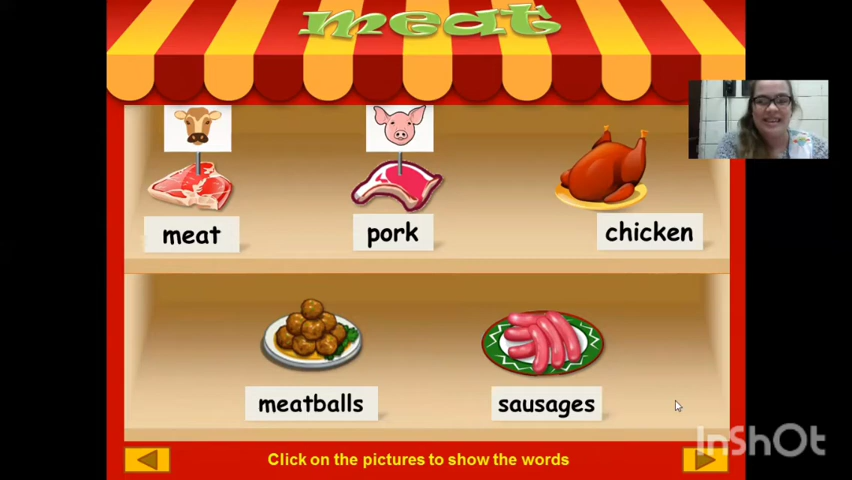 meat
meat
pork
chicken
meatballs
sausages
Click on the pictures to show the words
InShOt